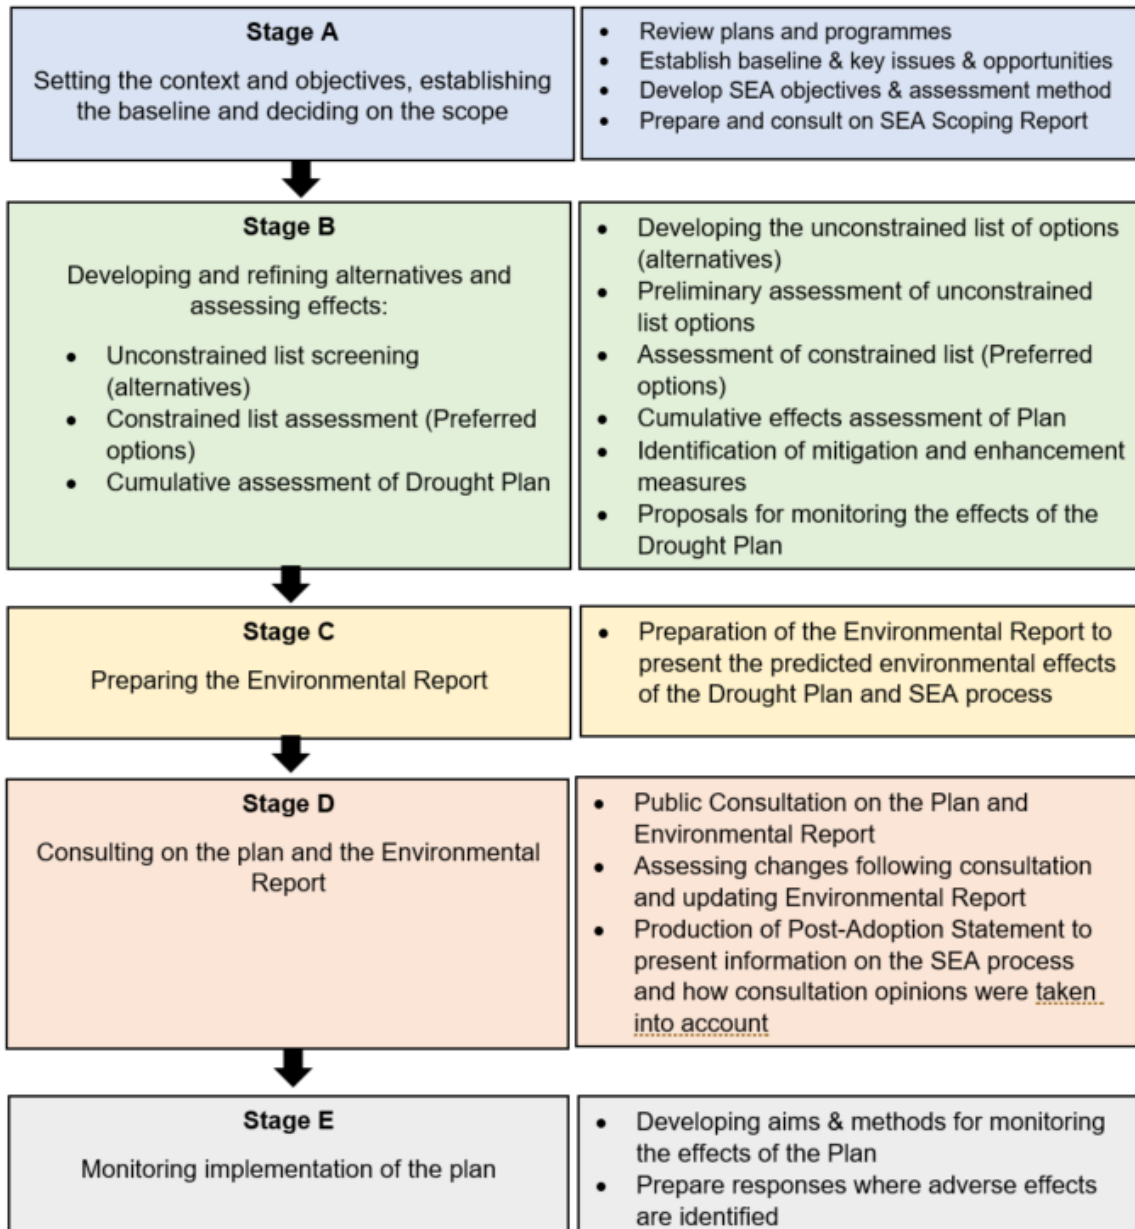 Stage A
Setting the context and objectives, establishing
the baseline and deciding on the scope
• Review plans and programmes
• Establish baseline & key issues & opportunities
• Develop SEA objectives & assessment method
• Prepare and consult on SEA Scoping Report
Stage B
Developing and refining alternatives and
assessing effects:
• Unconstrained list screening
(alternatives)
• Constrained list assessment (Preferred
options)
• Cumulative assessment of Drought Plan
• Developing the unconstrained list of options
(alternatives)
• Preliminary assessment of unconstrained
list options
• Assessment of constrained list (Preferred
options)
• Cumulative effects assessment of Plan
• Identification of mitigation and enhancement
measures
• Proposals for monitoring the effects of the
Drought Plan
Stage C
Preparing the Environmental Report
• Preparation of the Environmental Report to
present the predicted environmental effects
of the Drought Plan and SEA process
Stage D
Consulting on the plan and the Environmental
Report
• Public Consultation on the Plan and
Environmental Report
• Assessing changes following consultation
and updating Environmental Report
• Production of Post-Adoption Statement to
present information on the SEA process
and how consultation opinions were taken
into account
Stage E
Monitoring implementation of the plan
• Developing aims & methods for monitoring
the effects of the Plan
• Prepare responses where adverse effects
are identified